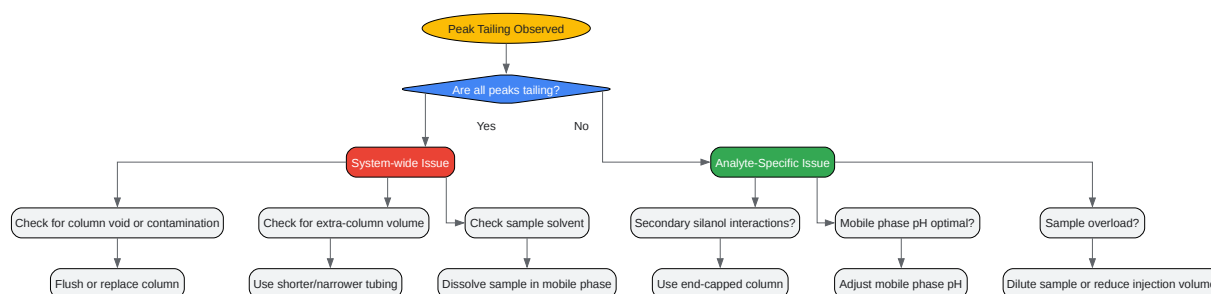 Peak Tailing Observed
Are all peaks tailing?
Yes
No
System-wide Issue
Analyte-Specific Issue
Check for column void or contamination
Check for extra-column volume
Check sample solvent
Secondary silanol interactions?
Mobile phase pH optimal?
Sample overload?
Flush or replace column
Use shorter/narrower tubing
Dissolve sample in mobile phase
Use end-capped column
Adjust mobile phase pH
Dilute sample or reduce injection volume